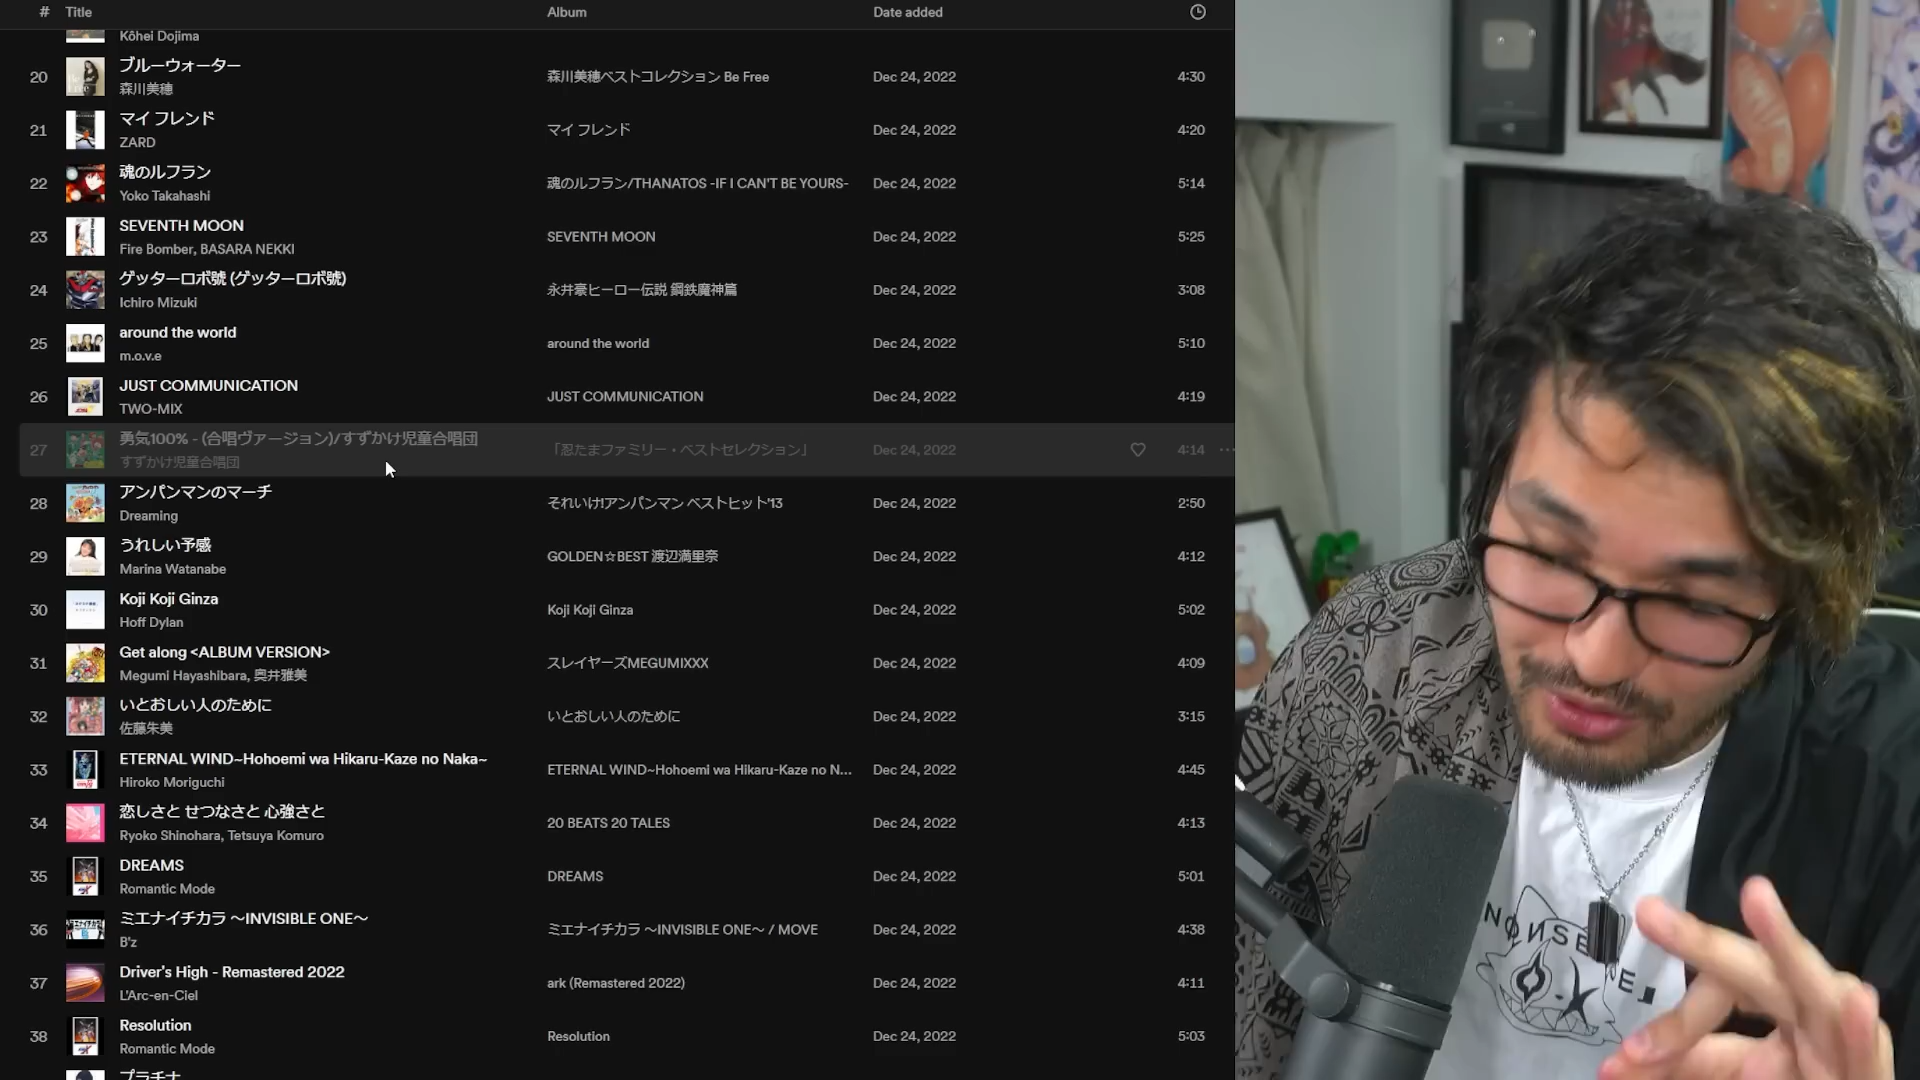 # Title Album Date added
Kōhei Dojima
20 ブルーウォーター 森川美穂ベストコレクション Be Free Dec 24, 2022 4:30
森川美穂
21 マイ フレンド マイ フレンド Dec 24, 2022 4:20
ZARD
22 魂のルフラン 魂のルフラン/THANATOS -IF I CAN'T BE YOURS- Dec 24, 2022 5:14
Yoko Takahashi
23 SEVENTH MOON SEVENTH MOON Dec 24, 2022 5:25
Fire Bomber, BASARA NEKKI
24 ゲッターロボ號 (ゲッターロボ號) 永井豪ヒーロー伝説 鋼鉄魔神篇 Dec 24, 2022 3:08
Ichiro Mizuki
25 around the world around the world Dec 24, 2022 5:10
m.o.v.e
26 JUST COMMUNICATION JUST COMMUNICATION Dec 24, 2022 4:19
TWO-MIX
27 勇気100% - (合唱ヴァージョン)/すずかけ児童合唱団 「忍たまファミリー・ベストセレクション」 Dec 24, 2022 4:14
すずかけ児童合唱団
28 アンパンマンのマーチ それいけ!アンパンマン ベストヒット'13 Dec 24, 2022 2:50
Dreaming
29 うれしい予感 GOLDEN☆BEST 渡辺満里奈 Dec 24, 2022 4:12
Marina Watanabe
30 Koji Koji Ginza Koji Koji Ginza Dec 24, 2022 5:02
Hoff Dylan
31 Get along <ALBUM VERSION> スレイヤーズMEGUMIXXX Dec 24, 2022 4:09
Megumi Hayashibara, 奥井雅美
32 いとおしい人のために いとおしい人のために Dec 24, 2022 3:15
佐藤朱美
33 ETERNAL WIND~Hohoemi wa Hikaru-Kaze no Naka~ ETERNAL WIND~Hohoemi wa Hikaru-Kaze no N... Dec 24, 2022 4:45
Hiroko Moriguchi
34 恋しさと せつなさと 心強さと 20 BEATS 20 TALES Dec 24, 2022 4:13
Ryoko Shinohara, Tetsuya Komuro
35 DREAMS DREAMS Dec 24, 2022 5:01
Romantic Mode
36 ミエナイチカラ 〜INVISIBLE ONE〜 ミエナイチカラ 〜INVISIBLE ONE〜 / MOVE Dec 24, 2022 4:38
B'z
37 Driver's High - Remastered 2022 ark (Remastered 2022) Dec 24, 2022 4:11
L'Arc-en-Ciel
38 Resolution Resolution Dec 24, 2022 5:03
Romantic Mode
プラチナ